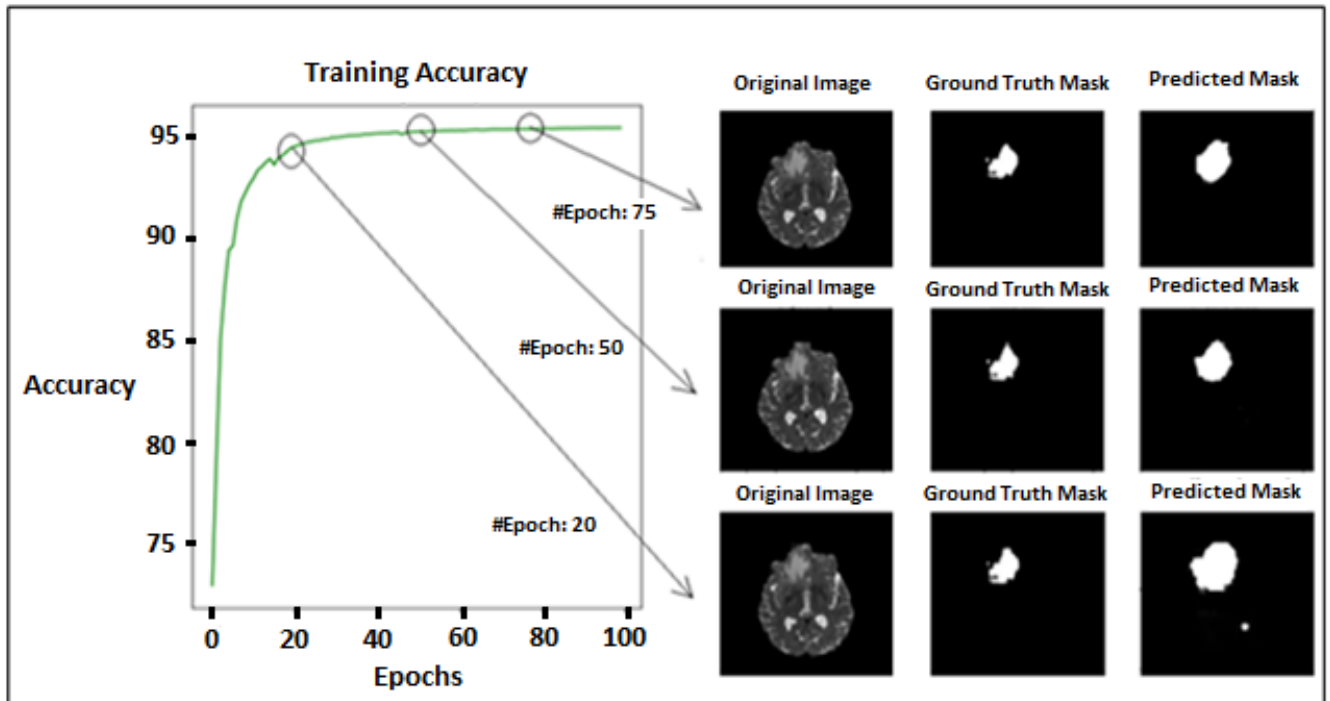 Training Accuracy
95
90
85
80
75
Accuracy
0 20 40 60 80 100
Epochs
#Epoch: 75
#Epoch: 50
#Epoch: 20
Original Image Ground Truth Mask Predicted Mask
Original Image Ground Truth Mask Predicted Mask
Original Image Ground Truth Mask Predicted Mask